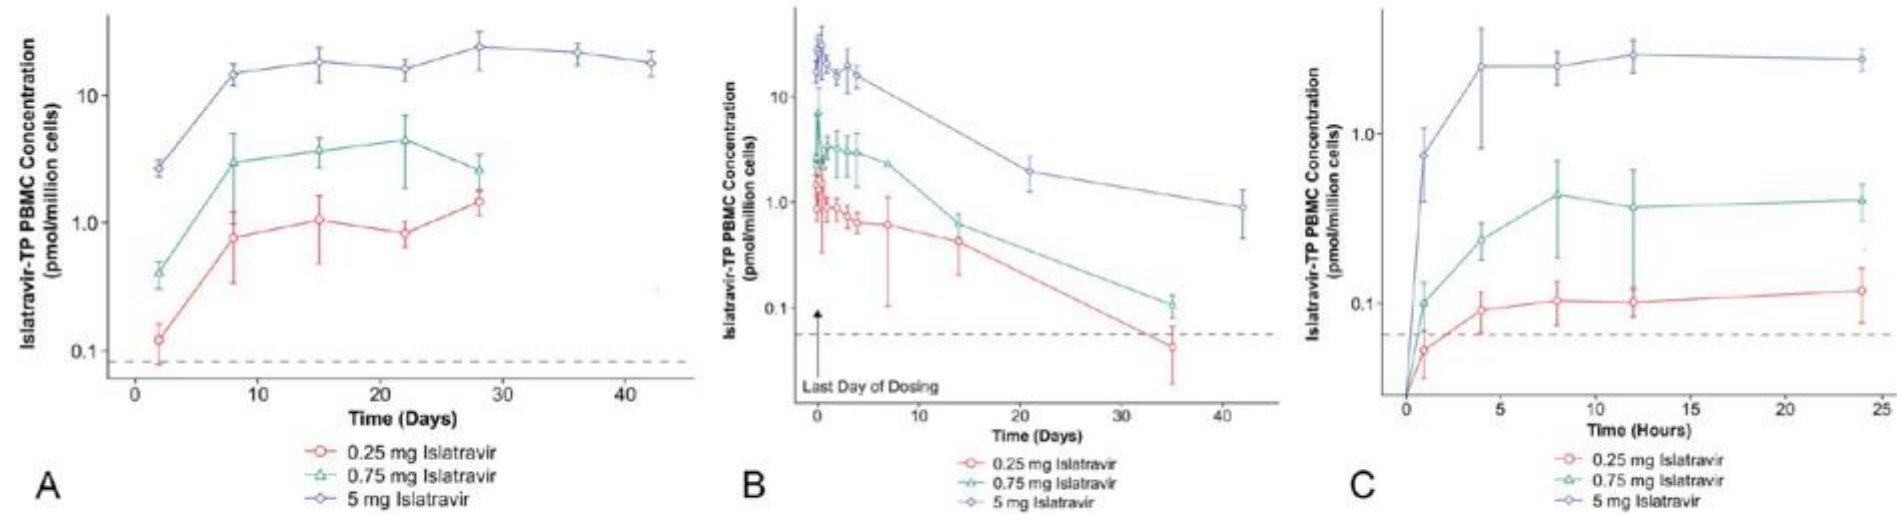 Islatravir-TP PBMC Concentration
(pmol/million cells)
10
1.0
0.1
0
10
20
30
40
Time (Days)
0.25 mg Islatravir
0.75 mg Islatravir
5 mg Islatravir
A
Islatravir-TP PBMC Concentration
(pmol/million cells)
10
1.0
0.1
Last Day of Dosing
0
10
20
30
40
Time (Days)
0.25 mg Islatravir
0.75 mg Islatravir
5 mg Islatravir
B
Islatravir-TP PBMC Concentration
(pmol/million cells)
1.0
0.1
0
5
10
15
20
25
Time (Hours)
0.25 mg Islatravir
0.75 mg Islatravir
5 mg Islatravir
C